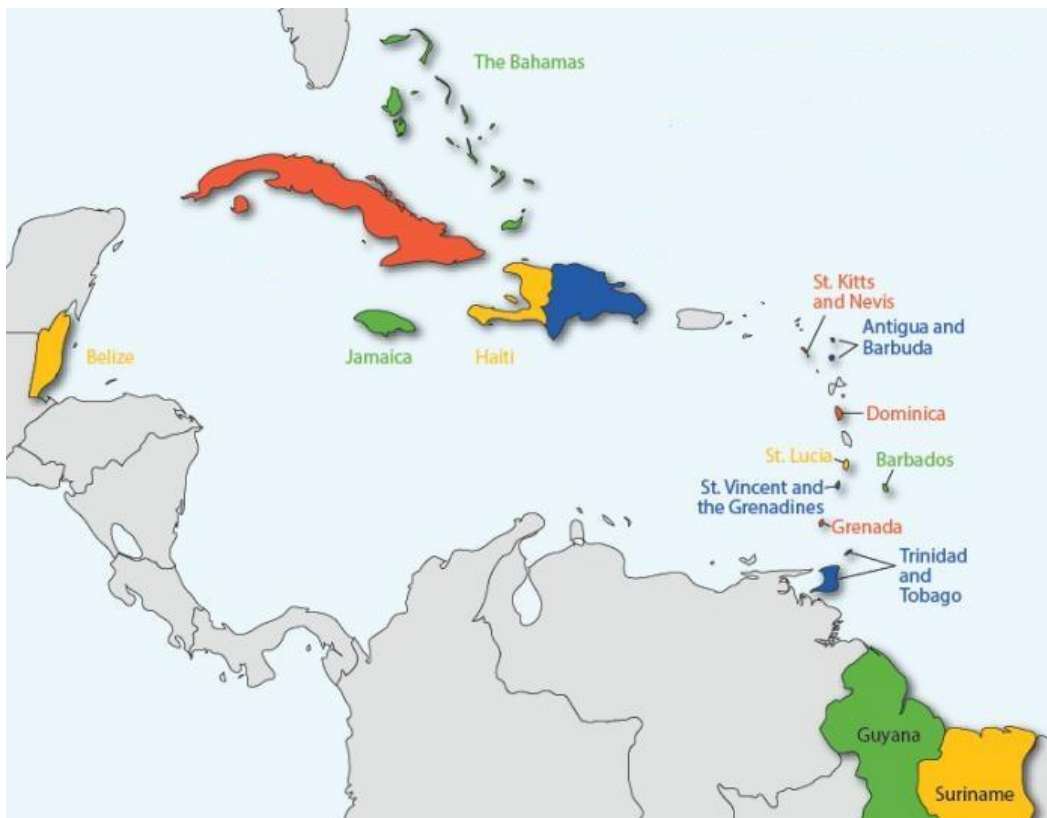 The Bahamas
St. Kitts
and Nevis
Antigua and
Barbuda
Belize
Jamaica
Haiti
Dominica
St. Lucia
Barbados
St. Vincent and
the Grenadines
Grenada
Trinidad
and
Tobago
Guyana
Suriname